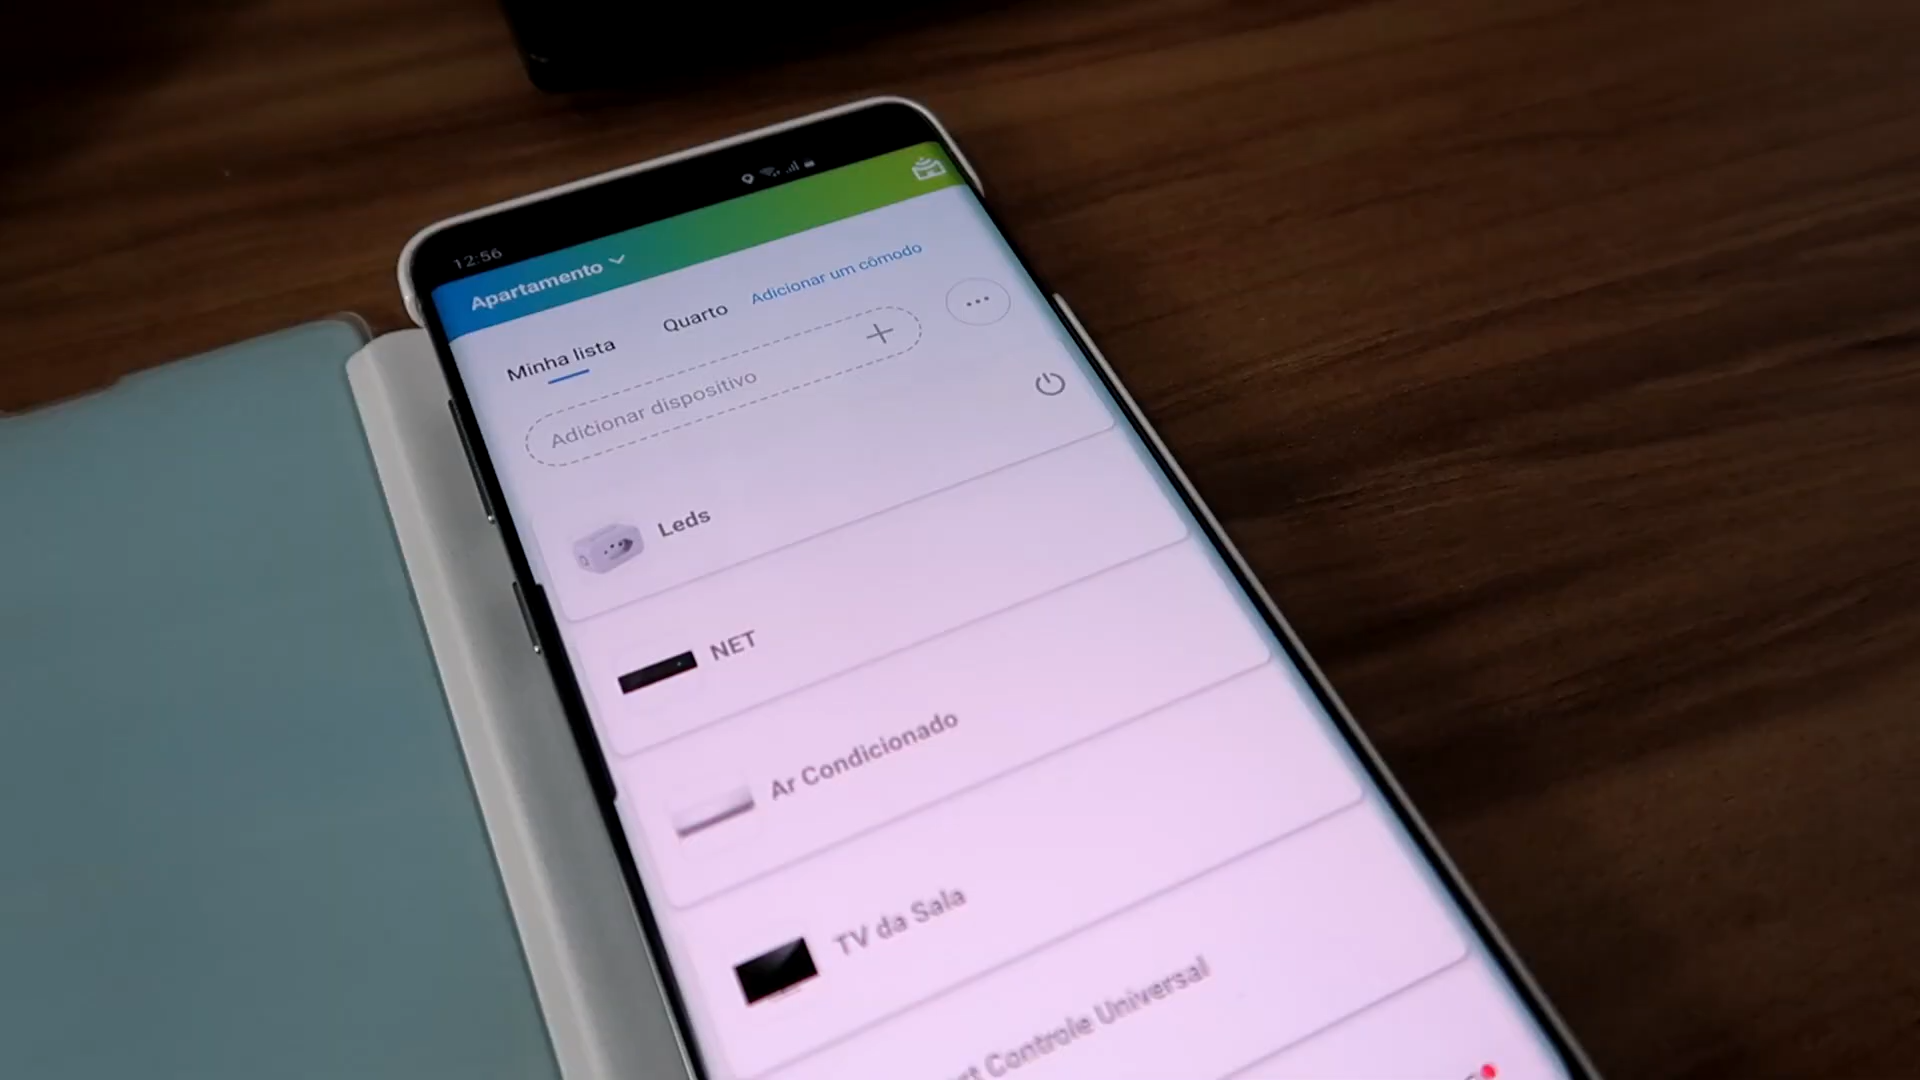 12:56
Apartamento
Minha lista
Quarto
Adicionar um cômodo
Adicionar dispositivo
Leds
NET
Ar Condicionado
TV da Sala
Controle Universal